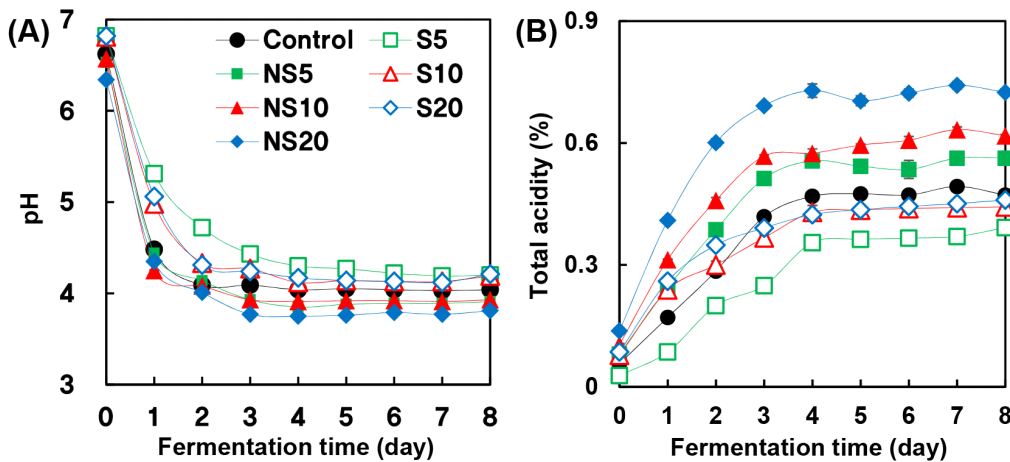 (A)
7
6
5
4
3
pH
Control
S5
NS5
S10
NS10
S20
NS20
0 1 2 3 4 5 6 7 8
Fermentation time (day)
(B)
0.9
0.6
0.3
0
Total acidity (%)
0 1 2 3 4 5 6 7 8
Fermentation time (day)